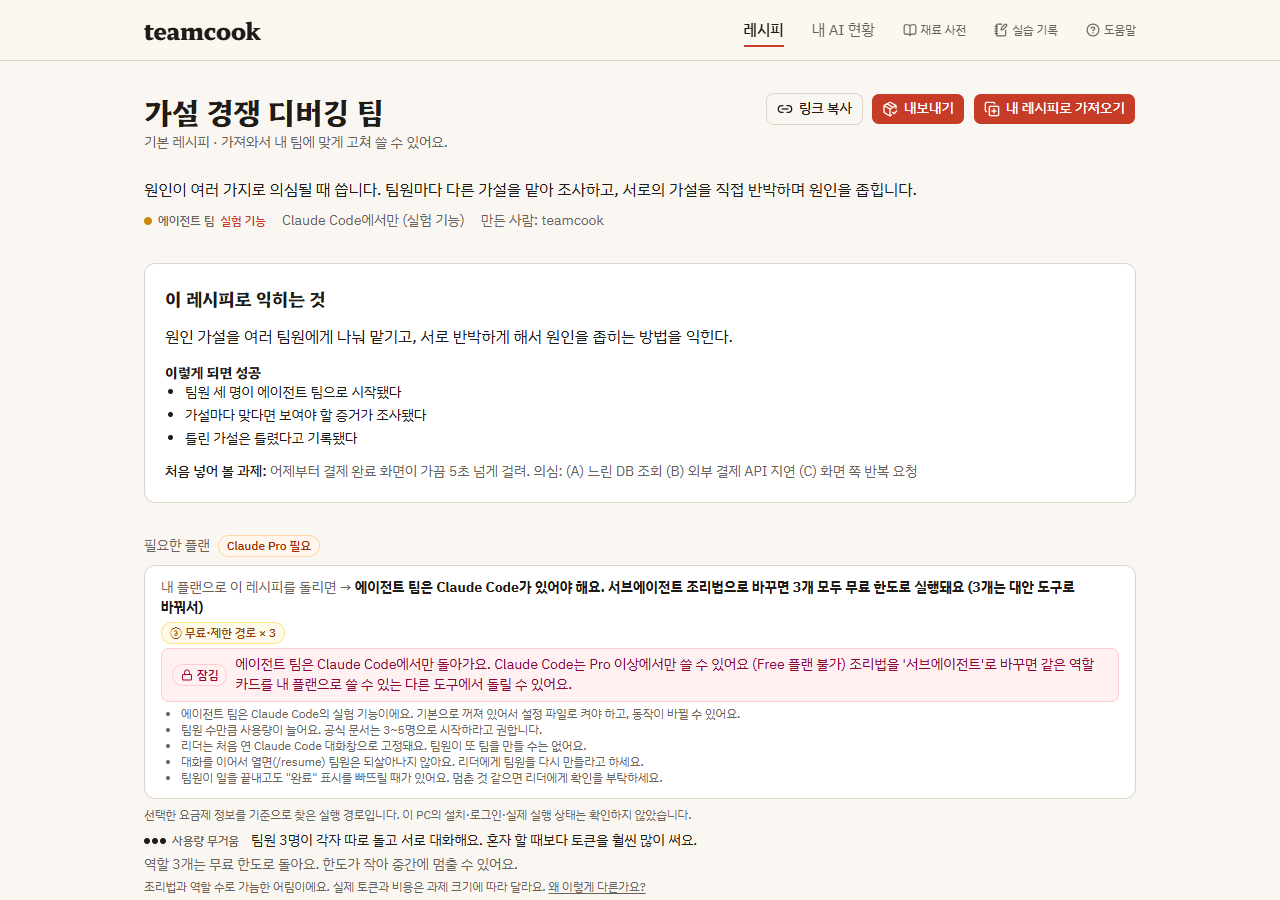 teamcook
레시피
내 AI 현황
재료 사전
실습 기록
도움말
가설 경쟁 디버깅 팀
링크 복사
내보내기
내 레시피로 가져오기
기본 레시피 · 가져와서 내 팀에 맞게 고쳐 쓸 수 있어요.
원인이 여러 가지로 의심될 때 씁니다. 팀원마다 다른 가설을 맡아 조사하고, 서로의 가설을 직접 반박하며 원인을 좁힙니다.
에이전트 팀 실험 기능 Claude Code에서만 (실험 기능) 만든 사람: teamcook
이 레시피로 익히는 것
원인 가설을 여러 팀원에게 나눠 맡기고, 서로 반박하게 해서 원인을 좁히는 방법을 익힌다.
이렇게 되면 성공
• 팀원 세 명이 에이전트 팀으로 시작됐다
• 가설마다 맞다면 보여야 할 증거가 조사됐다
• 틀린 가설은 틀렸다고 기록됐다
처음 넣어 볼 과제: 어제부터 결제 완료 화면이 가끔 5초 넘게 걸려. 의심: (A) 느린 DB 조회 (B) 외부 결제 API 지연 (C) 화면 쪽 반복 요청
필요한 플랜 Claude Pro 필요
내 플랜으로 이 레시피를 돌리면 → 에이전트 팀은 Claude Code가 있어야 해요. 서브에이전트 조리법으로 바꾸면 3개 모두 무료 한도로 실행돼요 (3개는 대안 도구로
바꿔서)
③ 무료·제한 경로 × 3
잠김
에이전트 팀은 Claude Code에서만 돌아가요. Claude Code는 Pro 이상에서만 쓸 수 있어요 (Free 플랜 불가) 조리법을 '서브에이전트'로 바꾸면 같은 역할
카드를 내 플랜으로 쓸 수 있는 다른 도구에서 돌릴 수 있어요.
• 에이전트 팀은 Claude Code의 실험 기능이에요. 기본으로 꺼져 있어서 설정 파일로 켜야 하고, 동작이 바뀔 수 있어요.
• 팀원 수만큼 사용량이 늘어요. 공식 문서는 3~5명으로 시작하라고 권합니다.
• 리더는 처음 연 Claude Code 대화창으로 고정돼요. 팀원이 또 팀을 만들 수는 없어요.
• 대화를 이어서 열면(/resume) 팀원은 되살아나지 않아요. 리더에게 팀원을 다시 만들라고 하세요.
• 팀원이 일을 끝내고도 "완료" 표시를 빠뜨릴 때가 있어요. 멈춘 것 같으면 리더에게 확인을 부탁하세요.
선택한 요금제 정보를 기준으로 찾은 실행 경로입니다. 이 PC의 설치·로그인·실제 실행 상태는 확인하지 않았습니다.
●●● 사용량 무거움 팀원 3명이 각자 따로 돌고 서로 대화해요. 혼자 할 때보다 토큰을 훨씬 많이 써요.
역할 3개는 무료 한도로 돌아요. 한도가 작아 중간에 멈출 수 있어요.
조리법과 역할 수로 가늠한 어림이에요. 실제 토큰과 비용은 과제 크기에 따라 달라요. 왜 이렇게 다른가요?